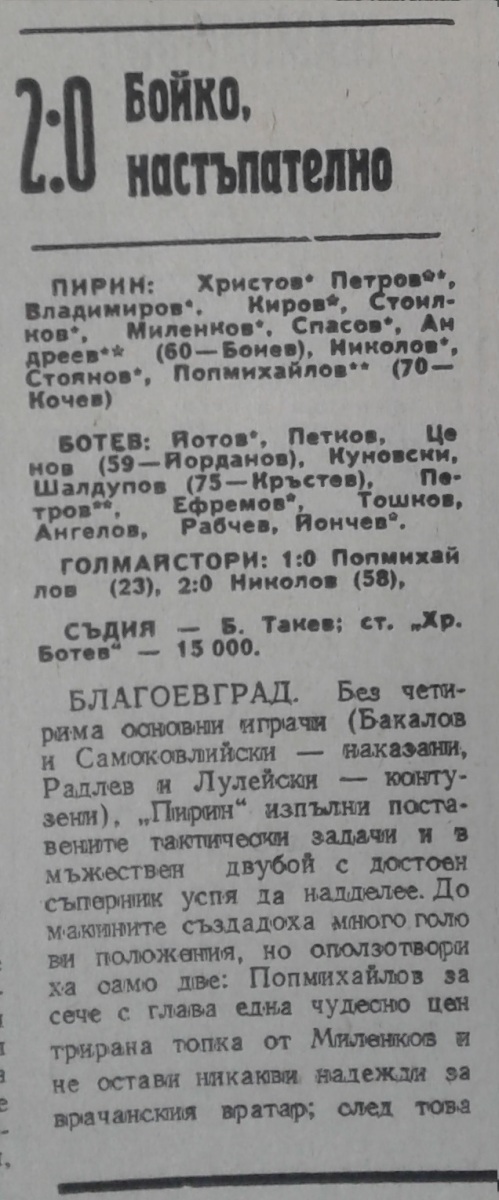 2:0 Бойко,
настъпателно
ПИРИН: Христов* Петров**,
Владимиров*, Киров*, Стоил-
ков*, Миленков*, Спасов*, Ан
дреев** (60—Боиев), Николов*,
Стоянов*, Попмихайлов** (70—
Кочев)
БОТЕВ: Йотов*, Петков, Це
нов (59—Йорданов), Куновски,
Шалдупов (75—Кръстев), Пе-
тров**, Ефремов*, Тошков,
Ангелов, Рабчев, Йончев*.
ГОЛМАЙСТОРИ: 1:0 Попмихай
лов (23), 2:0 Николов (58),
СЪДИЯ — Б. Такев; ст. „Хр.
Ботев“ — 15 000.
БЛАГОЕВГРАД. Без чети-
рима основни играчи (Бакалов
и Самоковлийски — наказани,
Радлев и Лулейски — конту-
зени), „Пирин“ изпълни поста-
вените тактически задачи и в
мъжествен двубой с достоен
съперник успя да надделее. До
макините създадоха много голо
ви положения, но оползотвори
ха само две: Попмихайлов за
сече с глава една чудесно цен
трирана топка от Миленков и
не остави никакви надежди за
врачанския вратар; след това